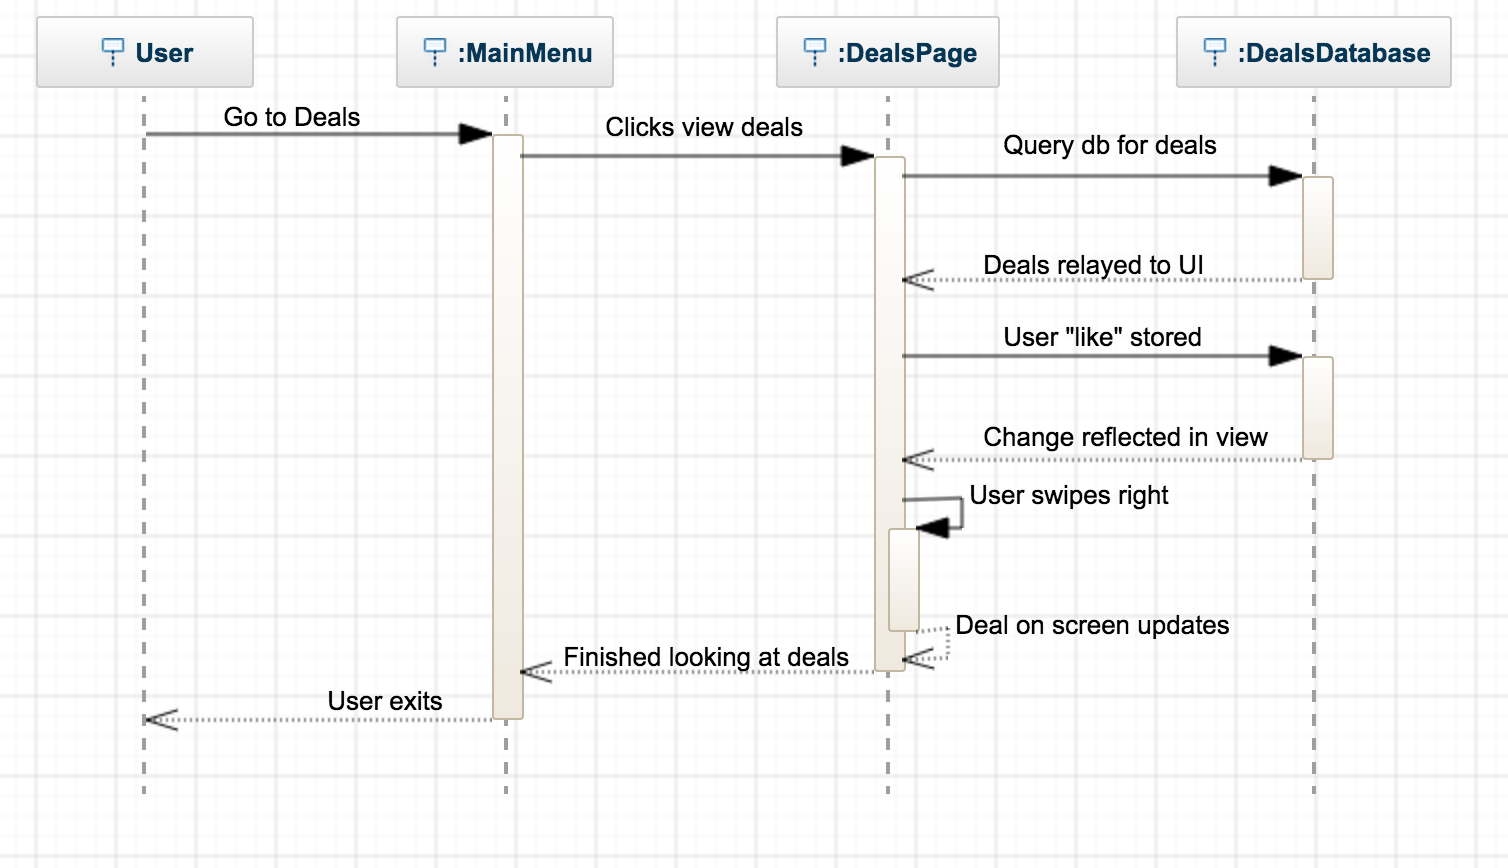 User
:MainMenu
:DealsPage
:DealsDatabase
Go to Deals
Clicks view deals
Query db for deals
Deals relayed to UI
User "like" stored
Change reflected in view
User swipes right
Deal on screen updates
Finished looking at deals
User exits